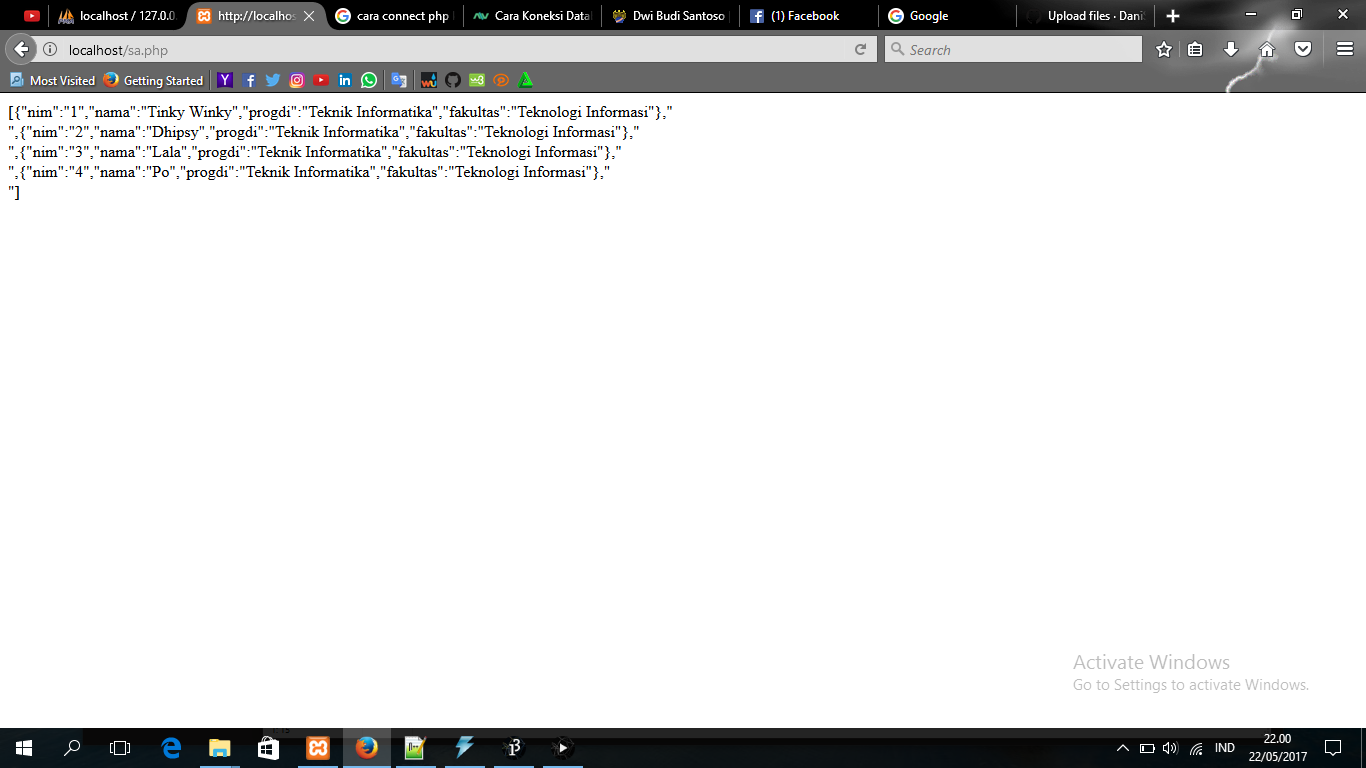 localhost / 127.0.0.
http://localhos
cara connect php
Cara Koneksi Data
Dwi Budi Santoso
(1) Facebook
Google
Upload files · Dani
localhost/sa.php
Search
Most Visited
Getting Started
[{"nim":"1","nama":"Tinky Winky","progdi":"Teknik Informatika","fakultas":"Teknologi Informasi"},"
",{"nim":"2","nama":"Dhipsy","progdi":"Teknik Informatika","fakultas":"Teknologi Informasi"},"
",{"nim":"3","nama":"Lala","progdi":"Teknik Informatika","fakultas":"Teknologi Informasi"},"
",{"nim":"4","nama":"Po","progdi":"Teknik Informatika","fakultas":"Teknologi Informasi"},"
"]
Activate Windows
Go to Settings to activate Windows.
IND
22.00
22/05/2017